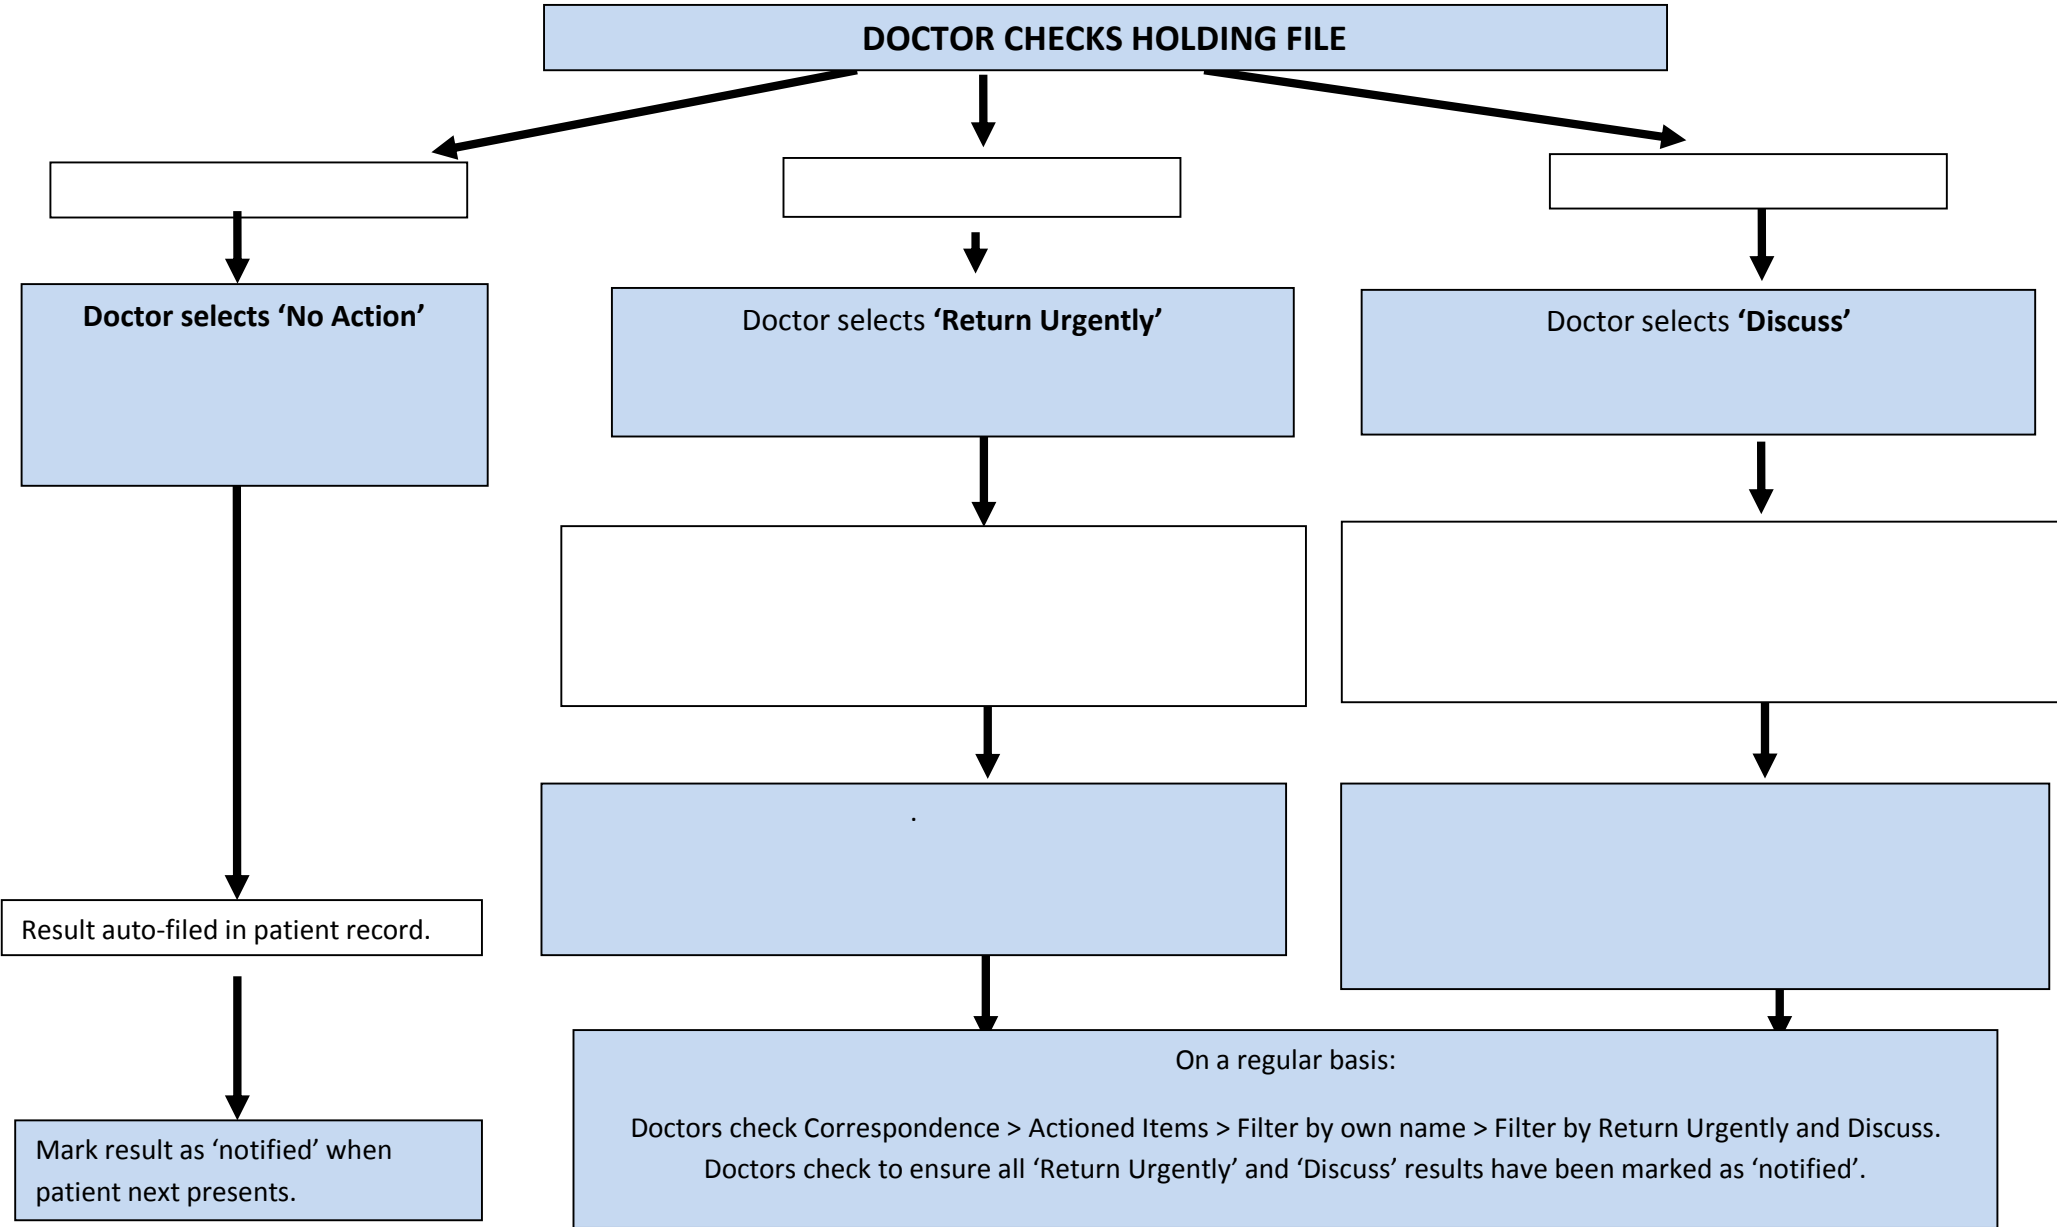 DOCTOR CHECKS HOLDING FILE
Doctor selects ‘No Action’
Doctor selects ‘Return Urgently’
Doctor selects ‘Discuss’
.
Result auto-filed in patient record.
Mark result as ‘notified’ when
patient next presents.
On a regular basis:
Doctors check Correspondence > Actioned Items > Filter by own name > Filter by Return Urgently and Discuss.
Doctors check to ensure all ‘Return Urgently’ and ‘Discuss’ results have been marked as ‘notified’.